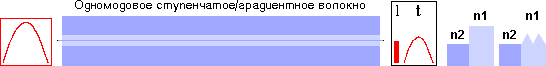 Одномодовое ступенчатое/градиентное волокно
l t
n1 n1
n2 n2